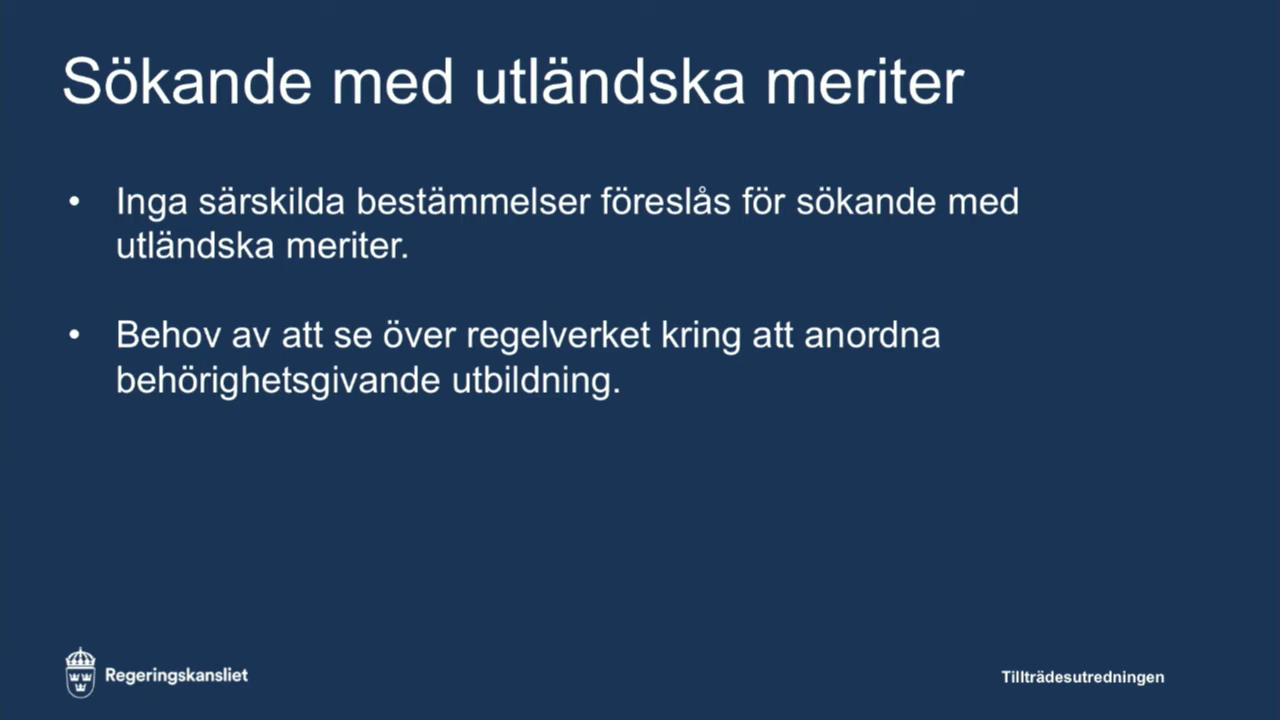 Sökande med utländska meriter
• Inga särskilda bestämmelser föreslås för sökande med
utländska meriter.
• Behov av att se över regelverket kring att anordna
behörighetsgivande utbildning.
Regeringskansliet
Tillträdesutredningen